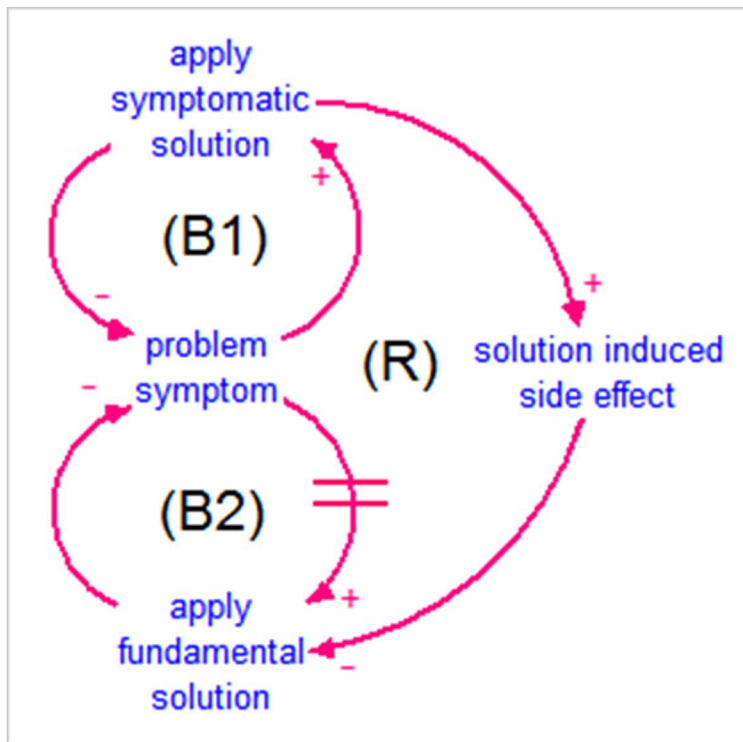 apply
symptomatic
solution
+
(B1)
+
−
problem
symptom
(R)
solution induced
side effect
−
(B2)
+
apply
fundamental
solution
−